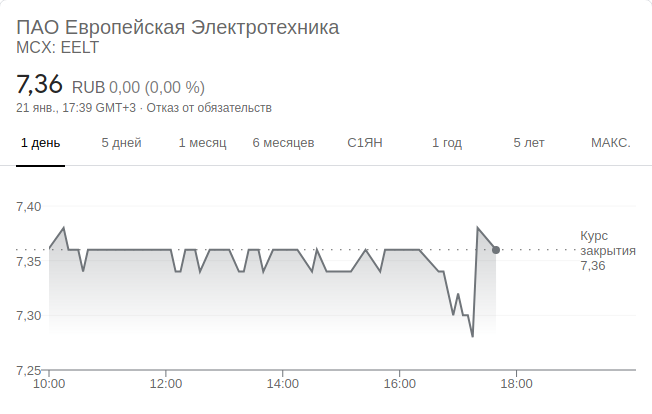 ПАО Европейская Электротехника
MCX: EELT
7,36 RUB 0,00 (0,00 %)
21 янв., 17:39 GMT+3 · Отказ от обязательств
1 день 5 дней 1 месяц 6 месяцев С1ЯН 1 год 5 лет МАКС.
7,40
Курс
закрытия
7,36
7,35
7,30
7,25
10:00 12:00 14:00 16:00 18:00